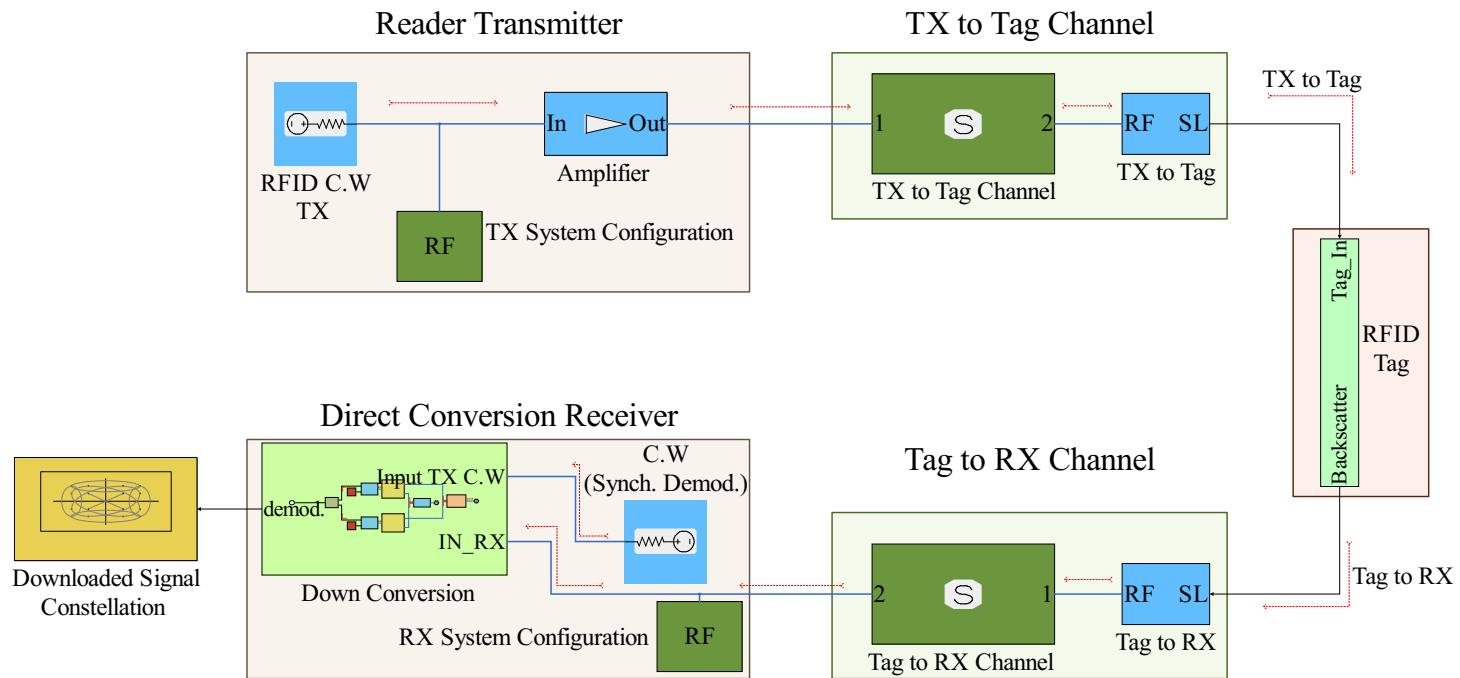 Reader Transmitter
TX to Tag Channel
RFID C.W
TX
In
Out
Amplifier
RF
TX System Configuration
1
2
TX to Tag Channel
RF
SL
TX to Tag
TX to Tag
Tag_In
Backscatter
RFID
Tag
Direct Conversion Receiver
Tag to RX Channel
Input TX C.W
demod.
IN_RX
Down Conversion
C.W
(Synch. Demod.)
RX System Configuration
RF
2
1
Tag to RX Channel
RF
SL
Tag to RX
Tag to RX
Downloaded Signal
Constellation